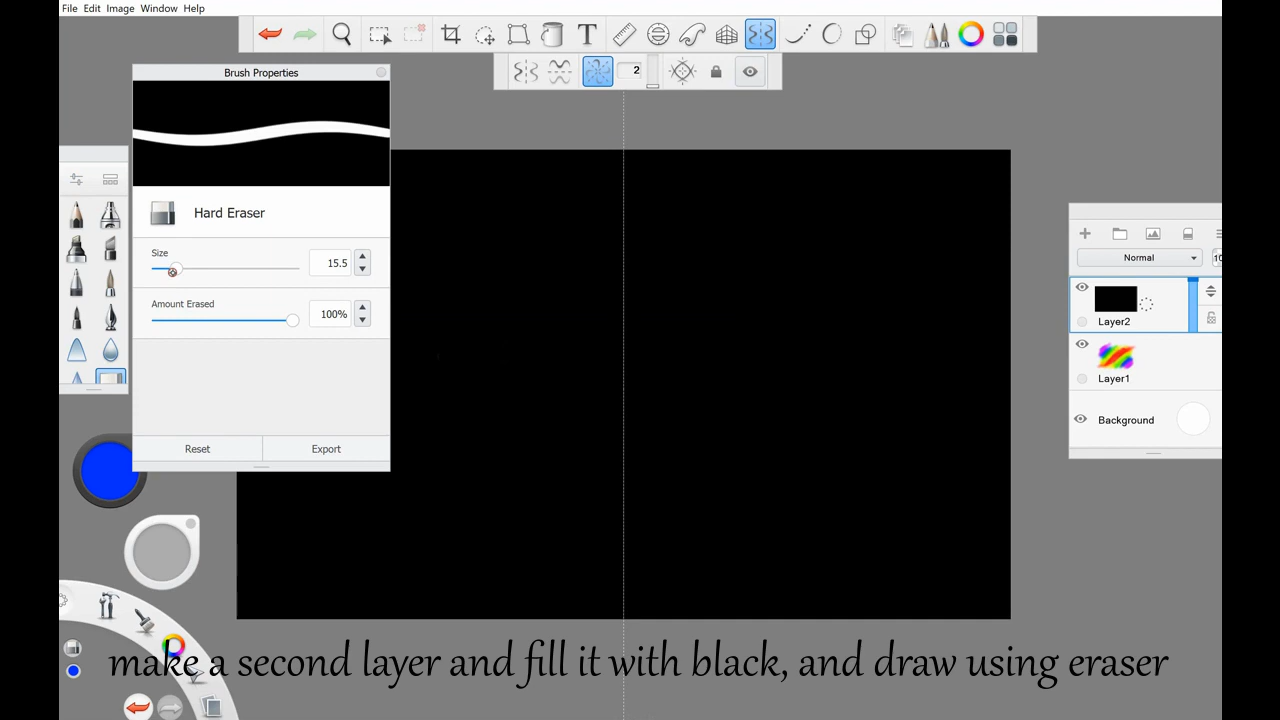 File Edit Image Window Help
2
Brush Properties
Hard Eraser
Size
15.5
Amount Erased
100%
Reset Export
Normal
Layer2
Layer1
Background
make a second layer and fill it with black, and draw using eraser